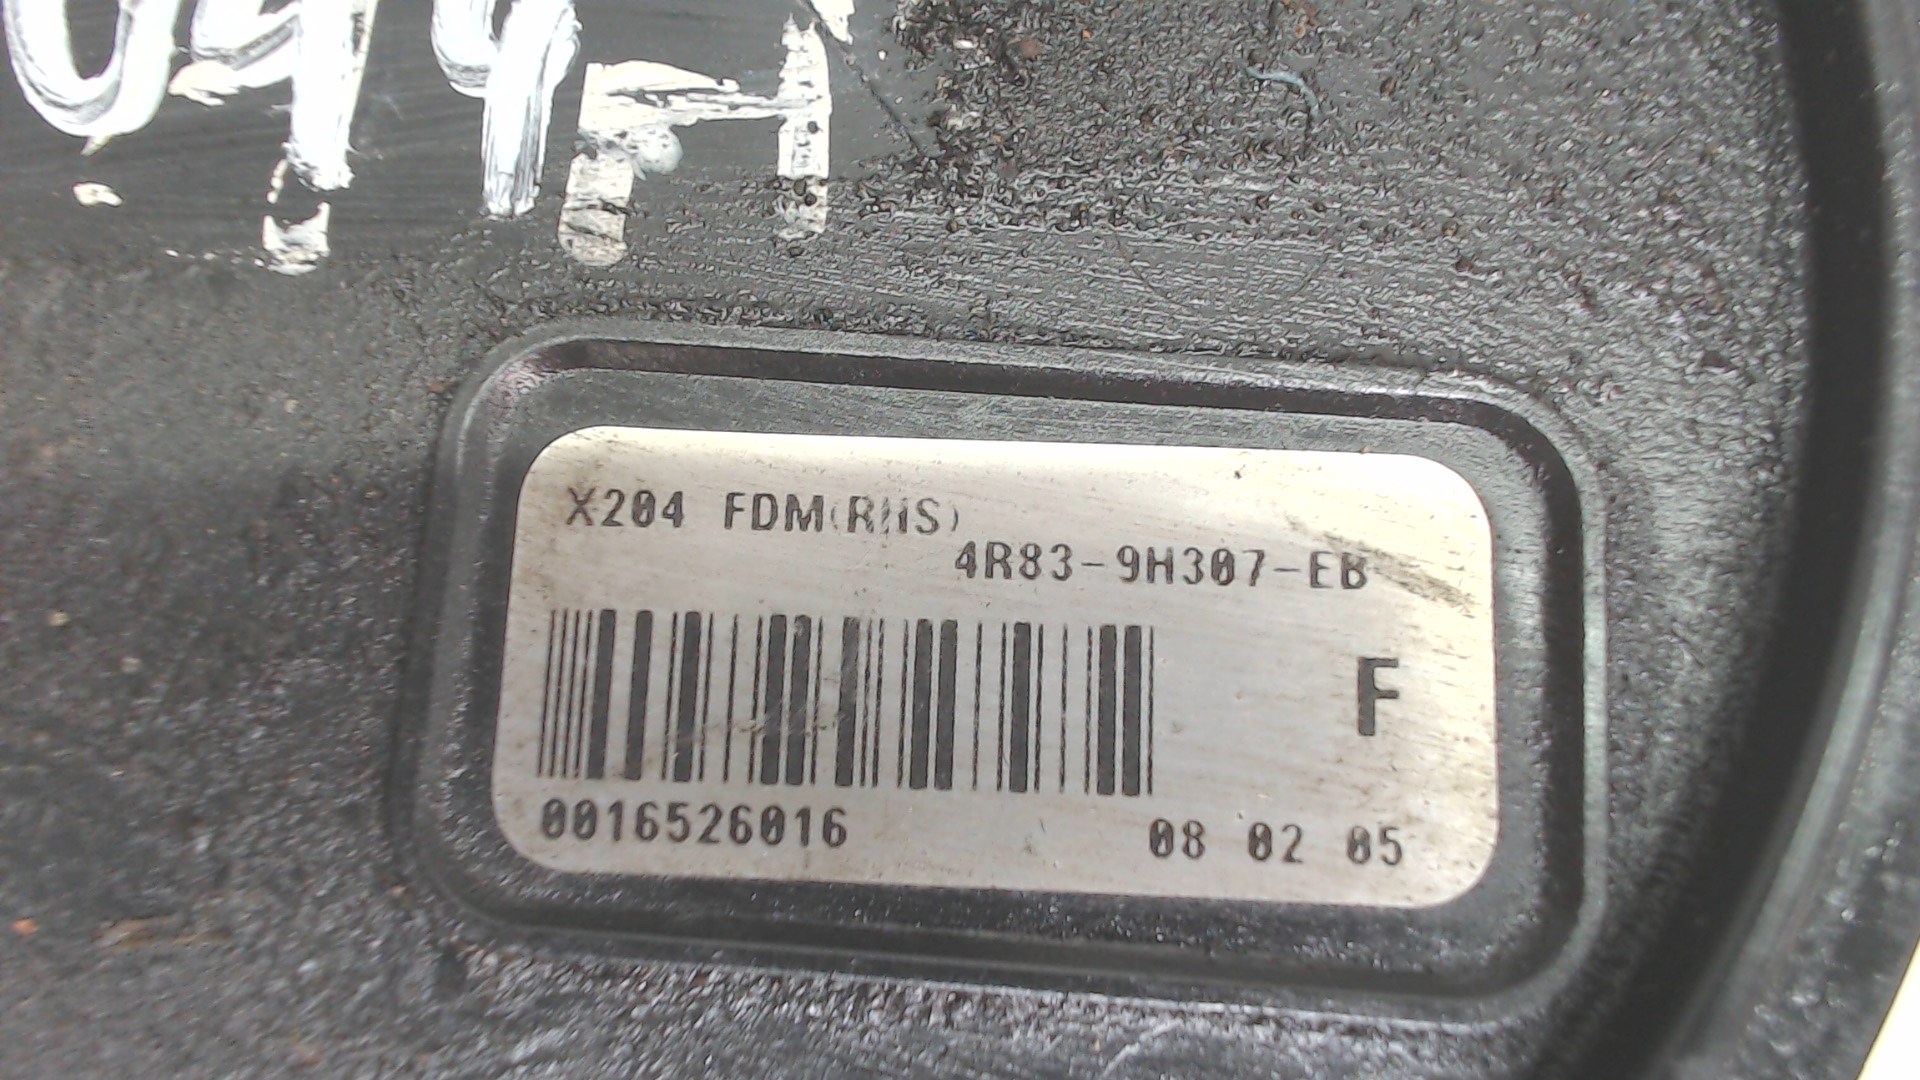 X204 FDM(RHS)
4R83-9H307-EB
F
0016526016
08 02 05